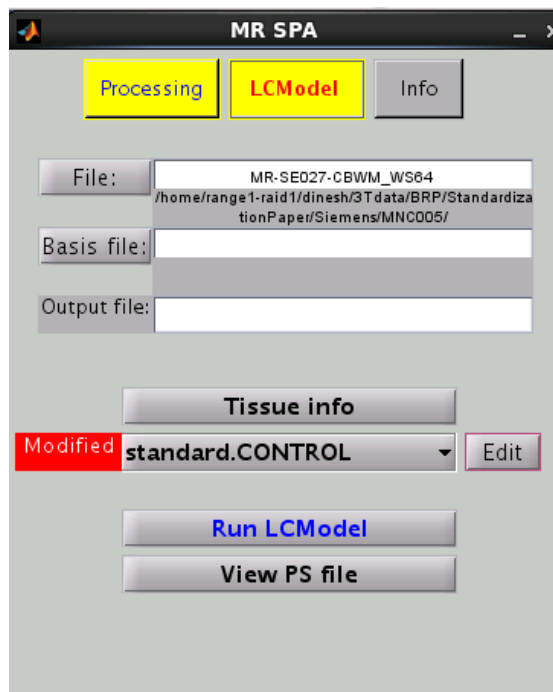 MR SPA
Processing LCModel Info
File: MR-SE027-CBWM_WS64
/home/range1-raid1/dinesh/3Tdata/BRP/Standardiza
tionPaper/Siemens/MNC005/
Basis file:
Output file:
Tissue info
Modified standard.CONTROL Edit
Run LCModel
View PS file